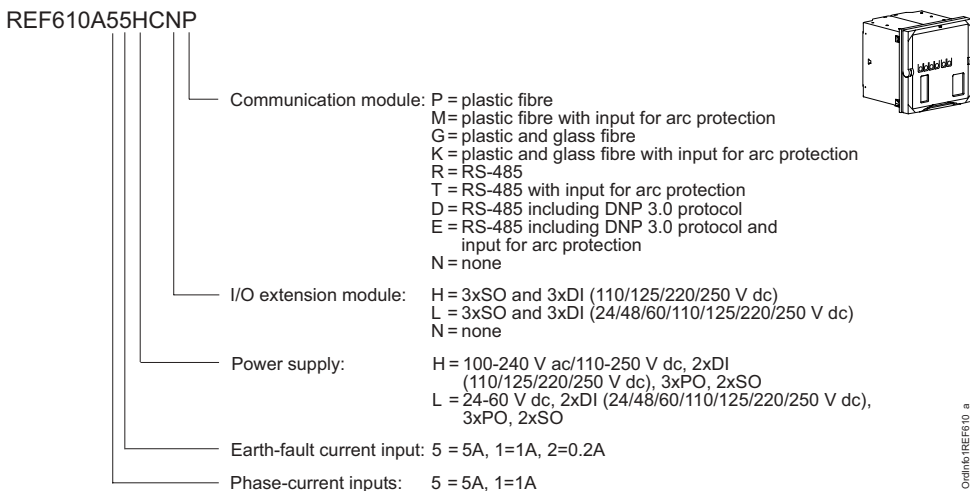 REF610A55HCNP
Communication module: P = plastic fibre
M = plastic fibre with input for arc protection
G = plastic and glass fibre
K = plastic and glass fibre with input for arc protection
R = RS-485
T = RS-485 with input for arc protection
D = RS-485 including DNP 3.0 protocol
E = RS-485 including DNP 3.0 protocol and
input for arc protection
N = none
I/O extension module: H = 3xSO and 3xDI (110/125/220/250 V dc)
L = 3xSO and 3xDI (24/48/60/110/125/220/250 V dc)
N = none
Power supply: H = 100-240 V ac/110-250 V dc, 2xDI
(110/125/220/250 V dc), 3xPO, 2xSO
L = 24-60 V dc, 2xDI (24/48/60/110/125/220/250 V dc),
3xPO, 2xSO
Earth-fault current input: 5 = 5A, 1=1A, 2=0.2A
Phase-current inputs: 5 = 5A, 1=1A
OrdInfo1REF610_a